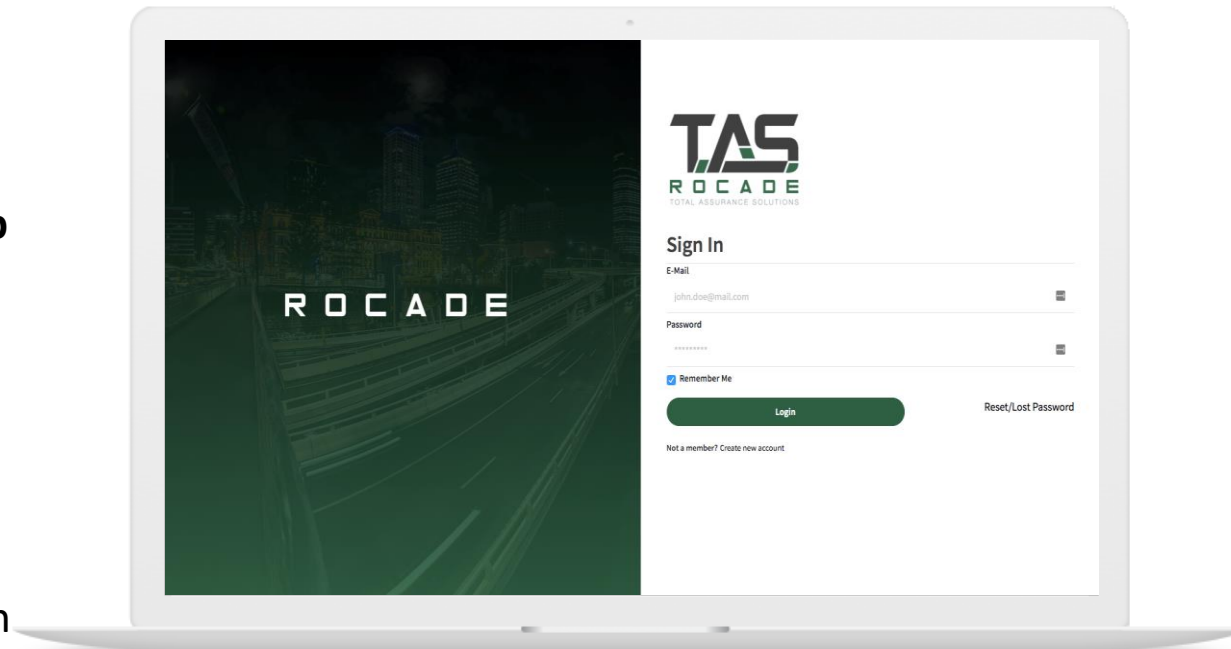 ROCADE
TAS
ROCADE
TOTAL ASSURANCE SOLUTIONS
Sign In
E-Mail
john.doe@mail.com
Password
*********
Remember Me
Login
Reset/Lost Password
Not a member? Create new account